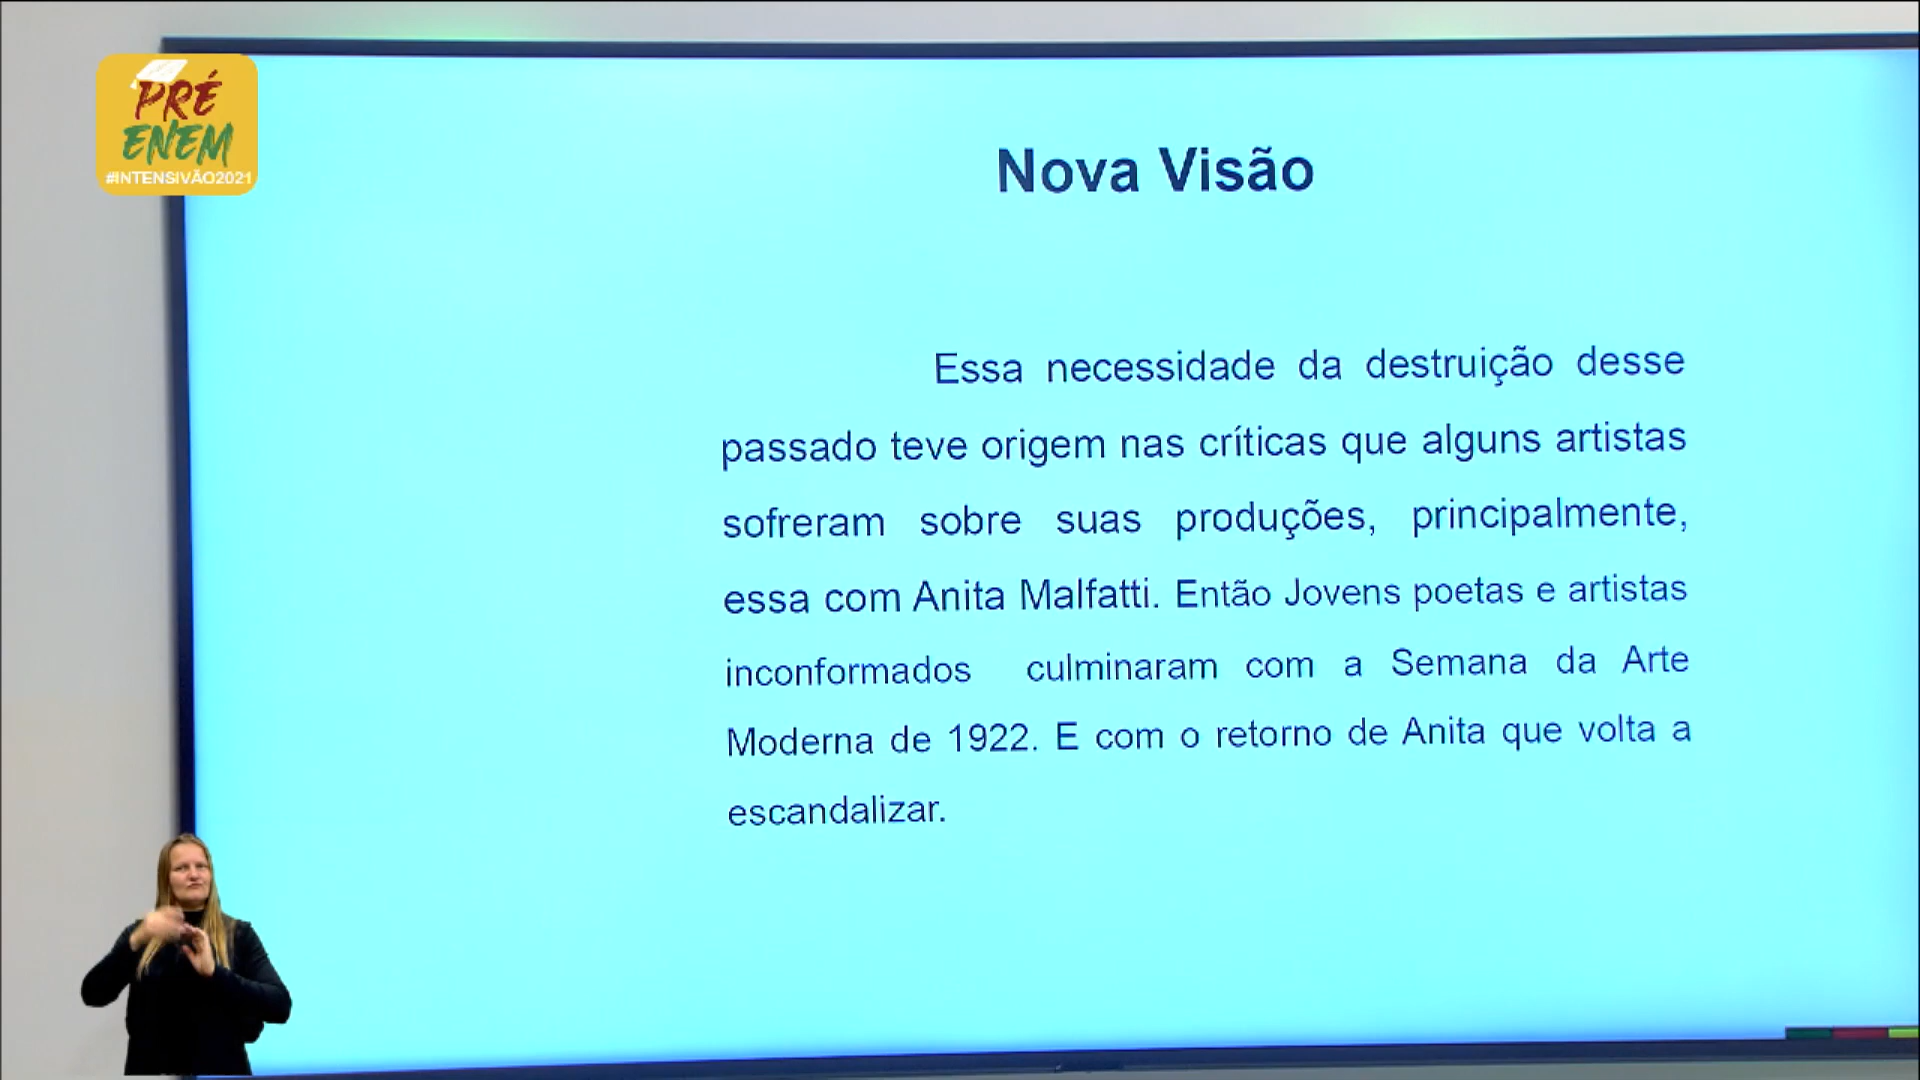 PRÉ
ENEM
#INTENSIVÃO2021
Nova Visão
Essa necessidade da destruição desse
passado teve origem nas críticas que alguns artistas
sofreram sobre suas produções, principalmente,
essa com Anita Malfatti. Então Jovens poetas e artistas
inconformados culminaram com a Semana da Arte
Moderna de 1922. E com o retorno de Anita que volta a
escandalizar.